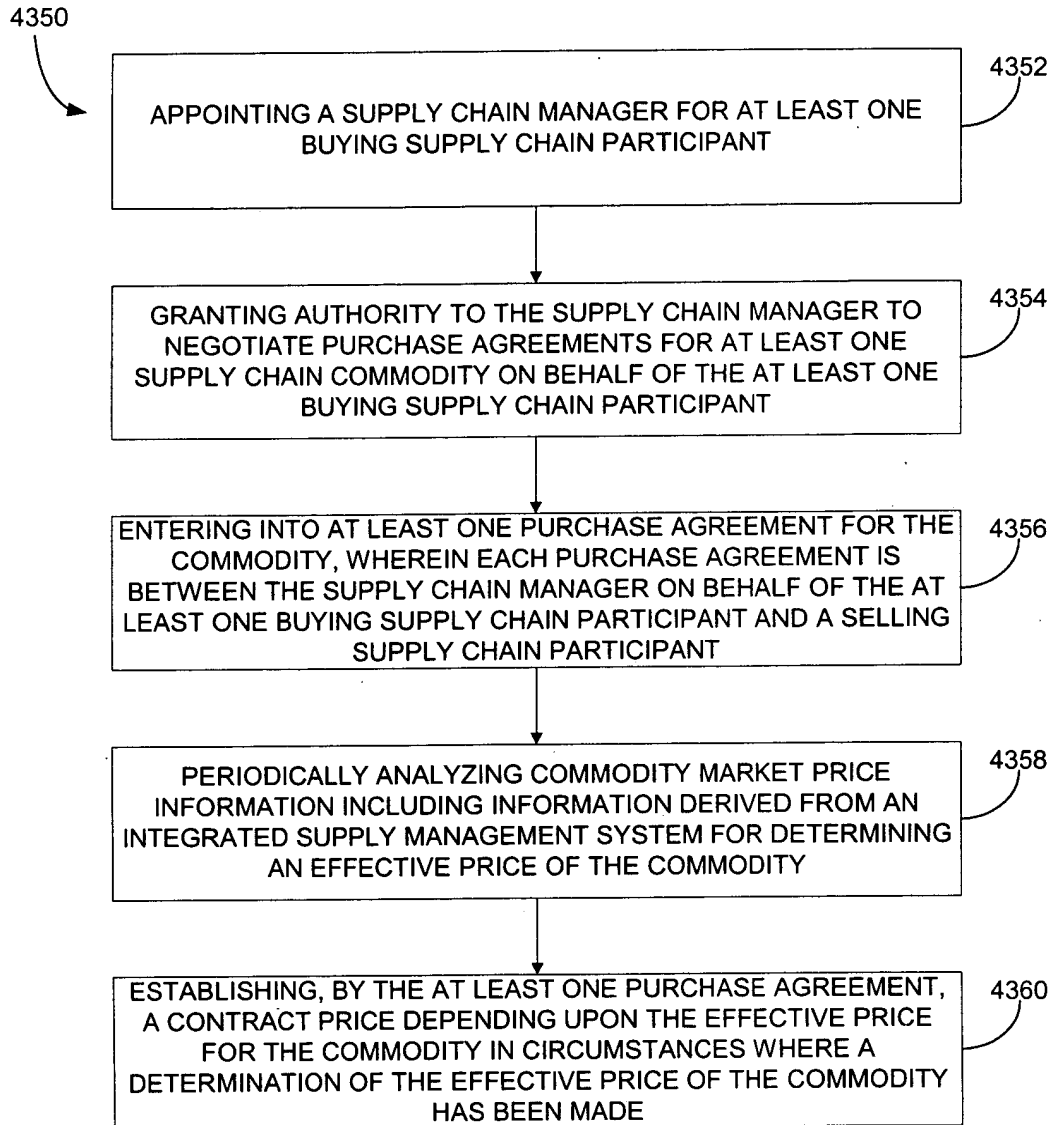 4350
4352
APPOINTING A SUPPLY CHAIN MANAGER FOR AT LEAST ONE
BUYING SUPPLY CHAIN PARTICIPANT
4354
GRANTING AUTHORITY TO THE SUPPLY CHAIN MANAGER TO
NEGOTIATE PURCHASE AGREEMENTS FOR AT LEAST ONE
SUPPLY CHAIN COMMODITY ON BEHALF OF THE AT LEAST ONE
BUYING SUPPLY CHAIN PARTICIPANT
4356
ENTERING INTO AT LEAST ONE PURCHASE AGREEMENT FOR THE
COMMODITY, WHEREIN EACH PURCHASE AGREEMENT IS
BETWEEN THE SUPPLY CHAIN MANAGER ON BEHALF OF THE AT
LEAST ONE BUYING SUPPLY CHAIN PARTICIPANT AND A SELLING
SUPPLY CHAIN PARTICIPANT
4358
PERIODICALLY ANALYZING COMMODITY MARKET PRICE
INFORMATION INCLUDING INFORMATION DERIVED FROM AN
INTEGRATED SUPPLY MANAGEMENT SYSTEM FOR DETERMINING
AN EFFECTIVE PRICE OF THE COMMODITY
4360
ESTABLISHING, BY THE AT LEAST ONE PURCHASE AGREEMENT,
A CONTRACT PRICE DEPENDING UPON THE EFFECTIVE PRICE
FOR THE COMMODITY IN CIRCUMSTANCES WHERE A
DETERMINATION OF THE EFFECTIVE PRICE OF THE COMMODITY
HAS BEEN MADE